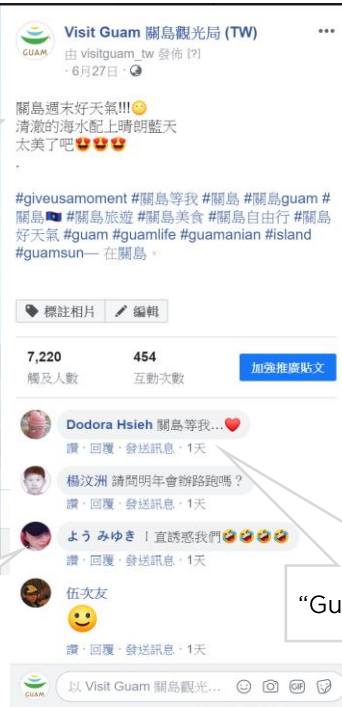 Visit Guam 關島觀光局 (TW)
由 visitguam_tw 發佈 [?]
· 6月27日 ·
關島週末好天氣!!!😳
清澈的海水配上晴朗藍天
太美了吧😍😍😍
.
#giveusamoment #關島等我 #關島 #關島guam #
關島🇬🇺 #關島旅遊 #關島美食 #關島自由行 #關島
好天氣 #guam #guamlife #guamanian #island
#guamsun— 在關島。
標註相片 編輯
7,220 454
觸及人數 互動次數
加強推廣貼文
Dodora Hsieh 關島等我...❤️
讚 · 回覆 · 發送訊息 · 1天
楊汶洲 請問明年會辦路跑嗎？
讚 · 回覆 · 發送訊息 · 1天
よう みゆき 一直誘惑我們🤣🤣🤣🤣
讚 · 回覆 · 發送訊息 · 1天
伍次友
🙂
讚 · 回覆 · 發送訊息 · 1天
"Gu
以 Visit Guam 關島觀光... GIF
GUAM
GUAM